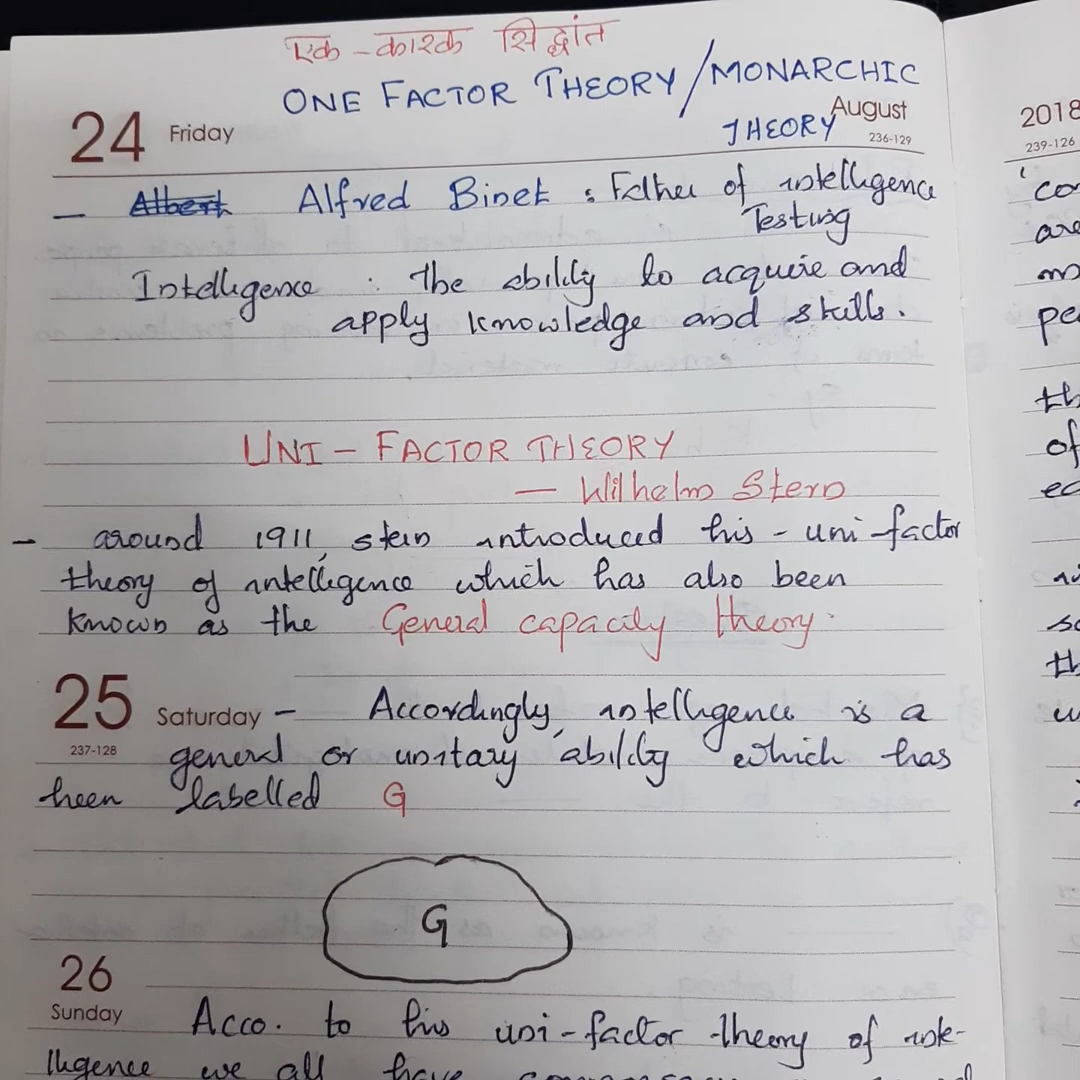 एक - कारक सिद्धांत
ONE FACTOR THEORY / MONARCHIC
THEORY
24 Friday
August
236-129
- Albert Alfred Binet : Father of intelligence
Testing
Intelligence : The ability to acquire and
apply knowledge and skills.
UNI - FACTOR THEORY
- Wilhelm Stern
- around 1911, stern introduced this - uni-factor
theory of intelligence which has also been
known as the General capacity theory.
25 Saturday - Accordingly, intelligence is a
237-128
general or unitary ability which has
been labelled G
G
26
Sunday
Acco. to this uni-factor theory of inte-
lligence we all have
2018
239-126
are
of